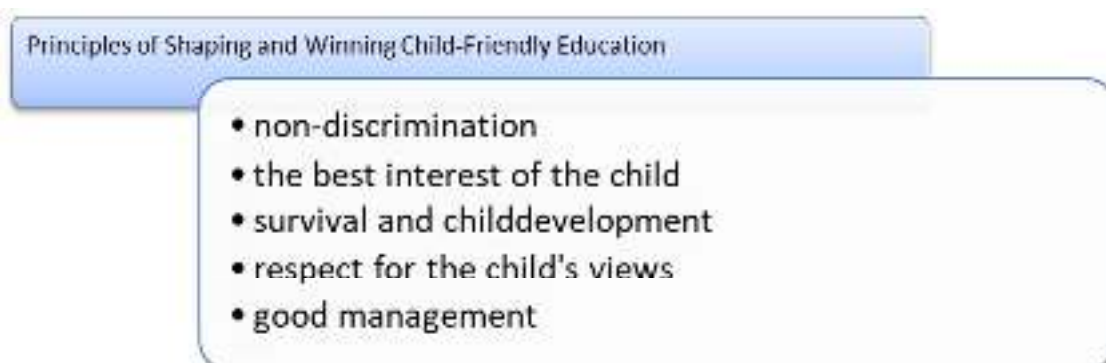 Principles of Shaping and Winning Child-Friendly Education
• non-discrimination
• the best interest of the child
• survival and childdevelopment
• respect for the child's views
• good management